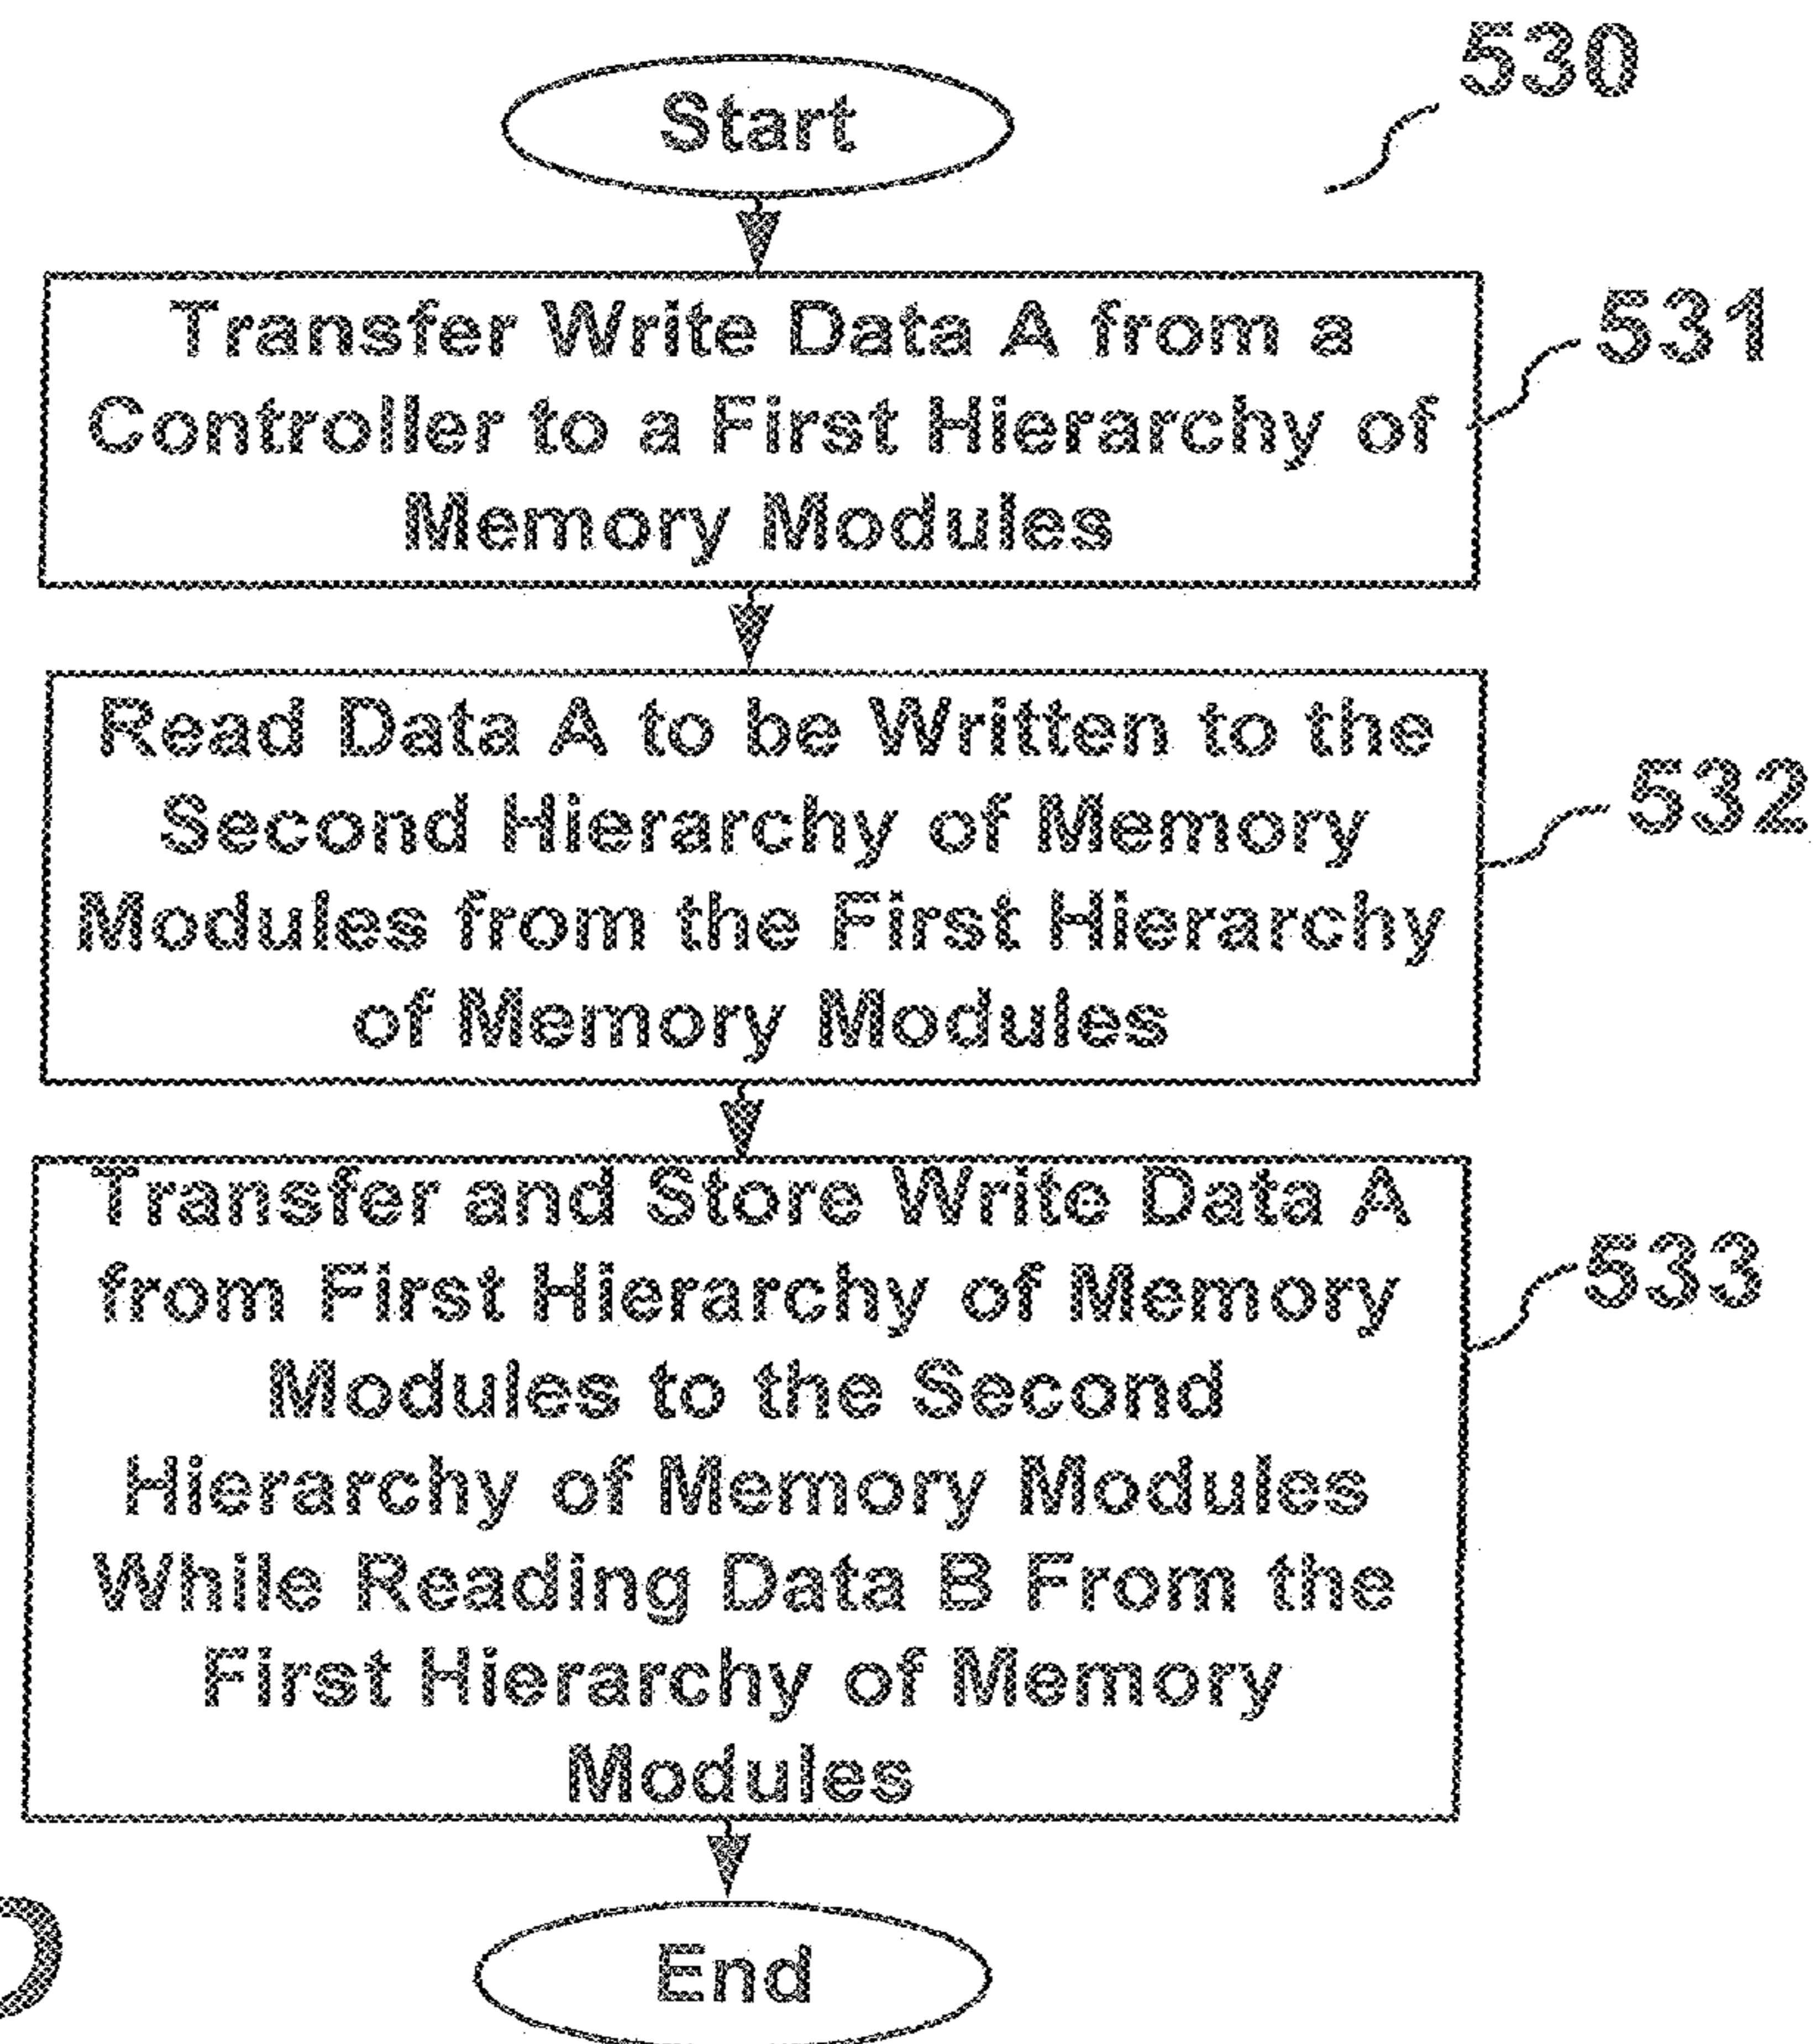 530
Start
Transfer Write Data A from a
Controller to a First Hierarchy of
Memory Modules
531
Read Data A to be Written to the
Second Hierarchy of Memory
Modules from the First Hierarchy
of Memory Modules
532
Transfer and Store Write Data A
from First Hierarchy of Memory
Modules to the Second
Hierarchy of Memory Modules
While Reading Data B From the
First Hierarchy of Memory
Modules
533
End